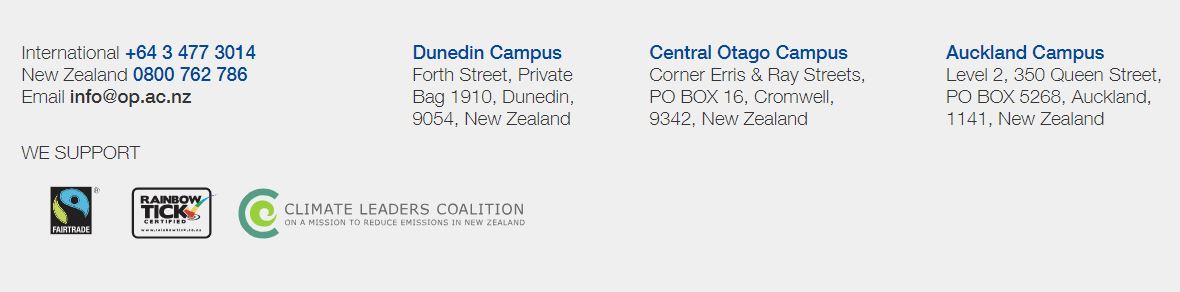 International +64 3 477 3014
New Zealand 0800 762 786
Email info@op.ac.nz
Dunedin Campus
Forth Street, Private
Bag 1910, Dunedin,
9054, New Zealand
Central Otago Campus
Corner Erris & Ray Streets,
PO BOX 16, Cromwell,
9342, New Zealand
Auckland Campus
Level 2, 350 Queen Street,
PO BOX 5268, Auckland,
1141, New Zealand
WE SUPPORT
FAIRTRADE
®
RAINBOW
TICK
CERTIFIED
www.rainbowtick.co.nz
CLIMATE LEADERS COALITION
ON A MISSION TO REDUCE EMISSIONS IN NEW ZEALAND